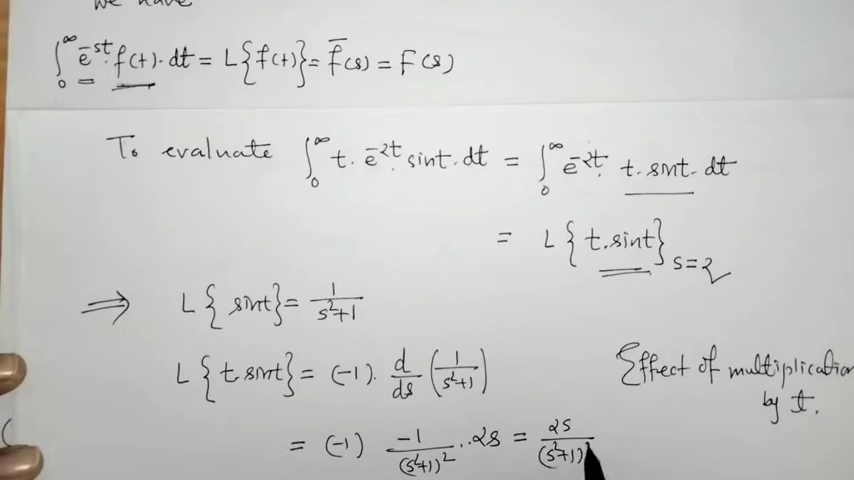 we have
∫₀^∞ e^{-st} f(t)·dt = L{f(t)} = f̄(s) = F(s)
To evaluate ∫₀^∞ t·e^{-2t} sint·dt = ∫₀^∞ e^{-2t}· t.sint·dt
= L{t.sint}_{s=2}
⟹ L{sint} = 1/(s²+1)
L{t.sint} = (-1)· d/ds (1/(s²+1))
Effect of multiplication
by t.
= (-1) -1/(s²+1)² ·· 2s = 2s/(s²+1)²